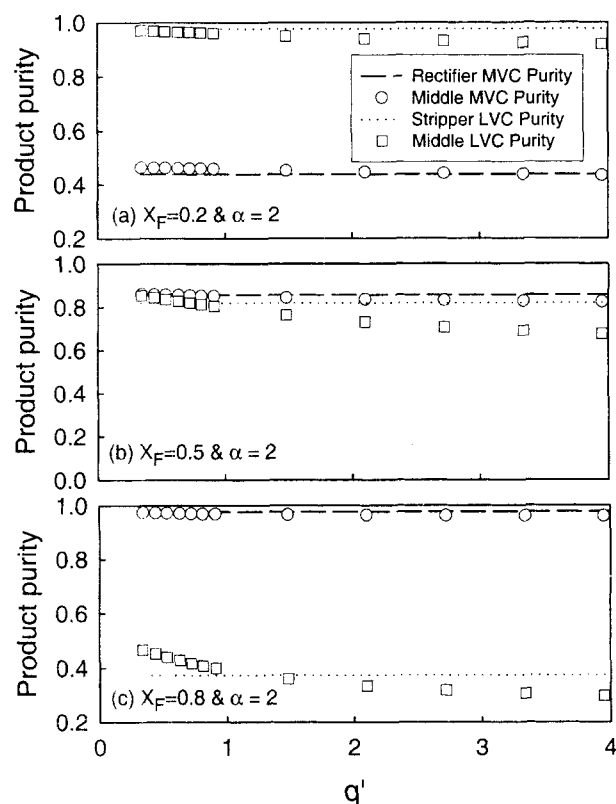 1.0
0.8
0.6
0.4
0.2
Product purity
Rectifier MVC Purity
Middle MVC Purity
Stripper LVC Purity
Middle LVC Purity
(a) XF=0.2 & α = 2
1.0
0.8
0.6
0.4
0.2
0.0
Product purity
(b) XF=0.5 & α = 2
1.0
0.8
0.6
0.4
0.2
Product purity
(c) XF=0.8 & α = 2
0 1 2 3 4
q'